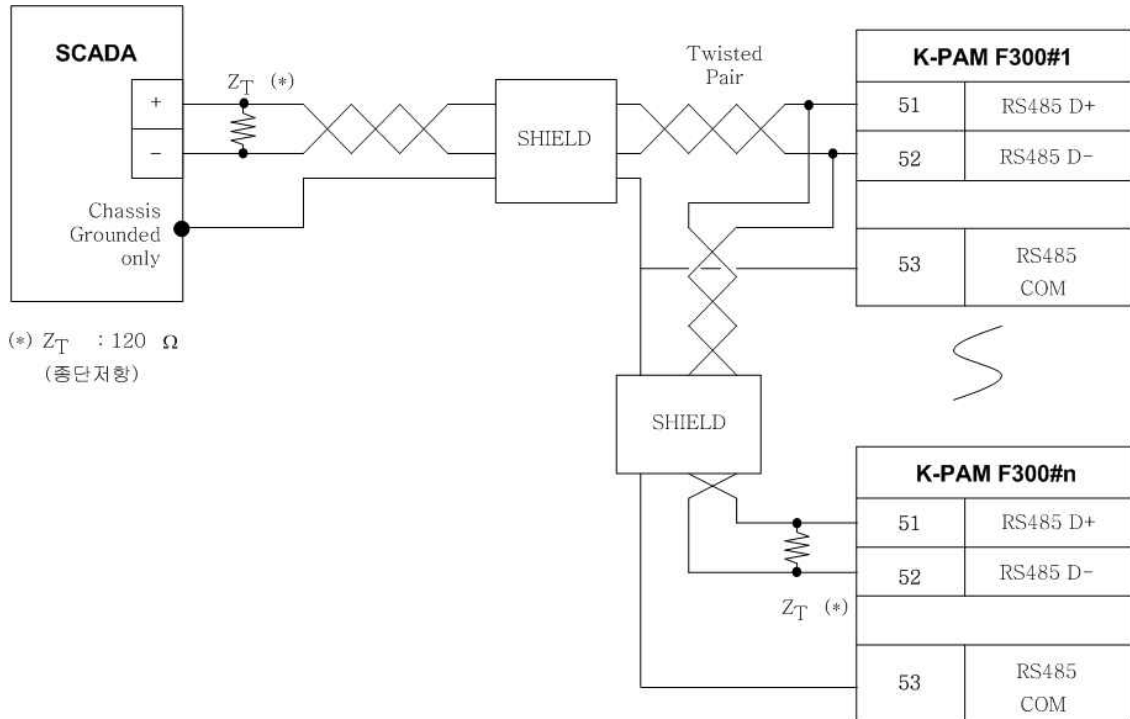 SCADA
+
−
Z_T (*)
Chassis
Grounded
only
(*) Z_T : 120 Ω
(종단저항)
SHIELD
Twisted
Pair
K-PAM F300#1
51 RS485 D+
52 RS485 D-
53 RS485
COM
SHIELD
K-PAM F300#n
51 RS485 D+
52 RS485 D-
Z_T (*)
53 RS485
COM